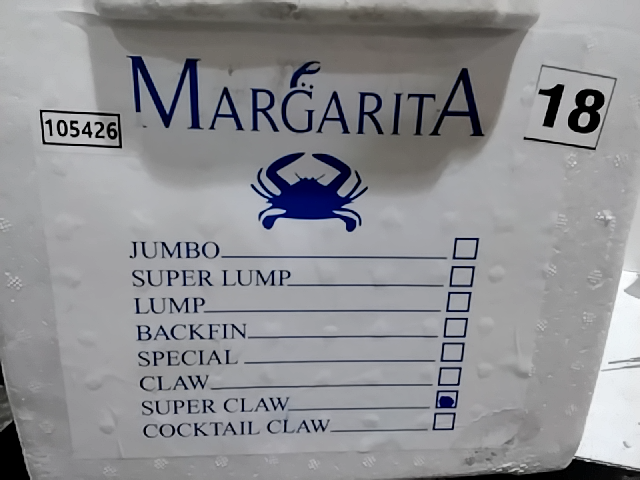 MARGARITA
105426
18
JUMBO
SUPER LUMP
LUMP
BACKFIN
SPECIAL
CLAW
SUPER CLAW
COCKTAIL CLAW